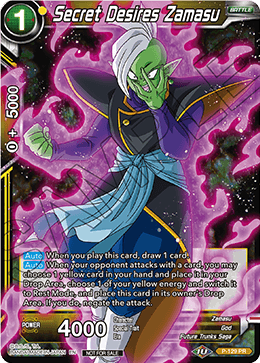 1
Secret Desires Zamasu
BATTLE
+ 5000
Auto When you play this card, draw 1 card.
Auto When your opponent attacks with a card, you may
choose 1 yellow card in your hand and place it in your
Drop Area, choose 1 of your yellow energy and switch it
to Rest Mode, and place this card in its owner's Drop
Area. If you do, negate the attack.
POWER
4000
Character
Zamasu
Special Trait
God
Era
Future Trunks Saga
NOT FOR SALE
P-129 PR